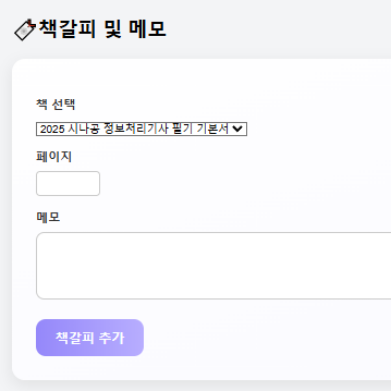 책갈피 및 메모
책 선택
2025 시나공 정보처리기사 필기 기본서
페이지
메모
책갈피 추가